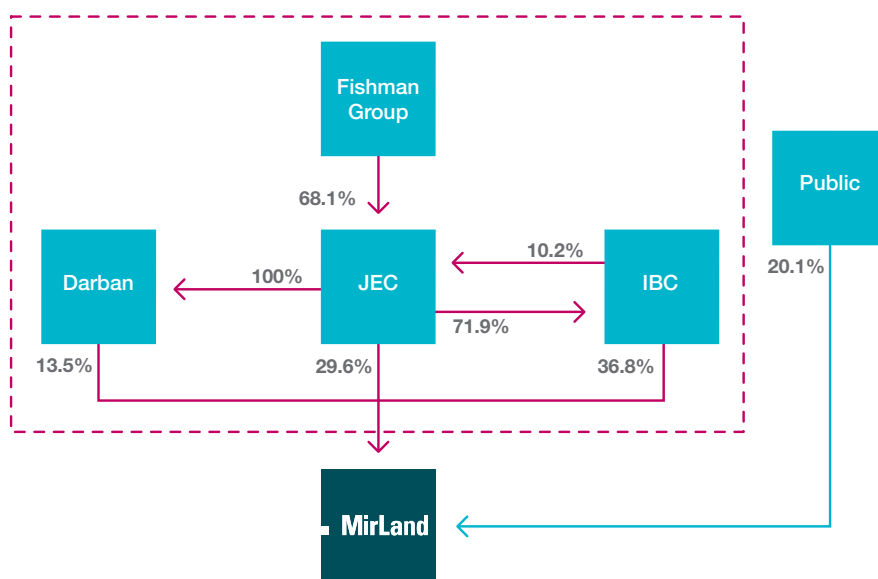 Fishman
Group
Public
68.1%
10.2%
20.1%
Darban
100%
JEC
IBC
71.9%
13.5%
29.6%
36.8%
MirLand